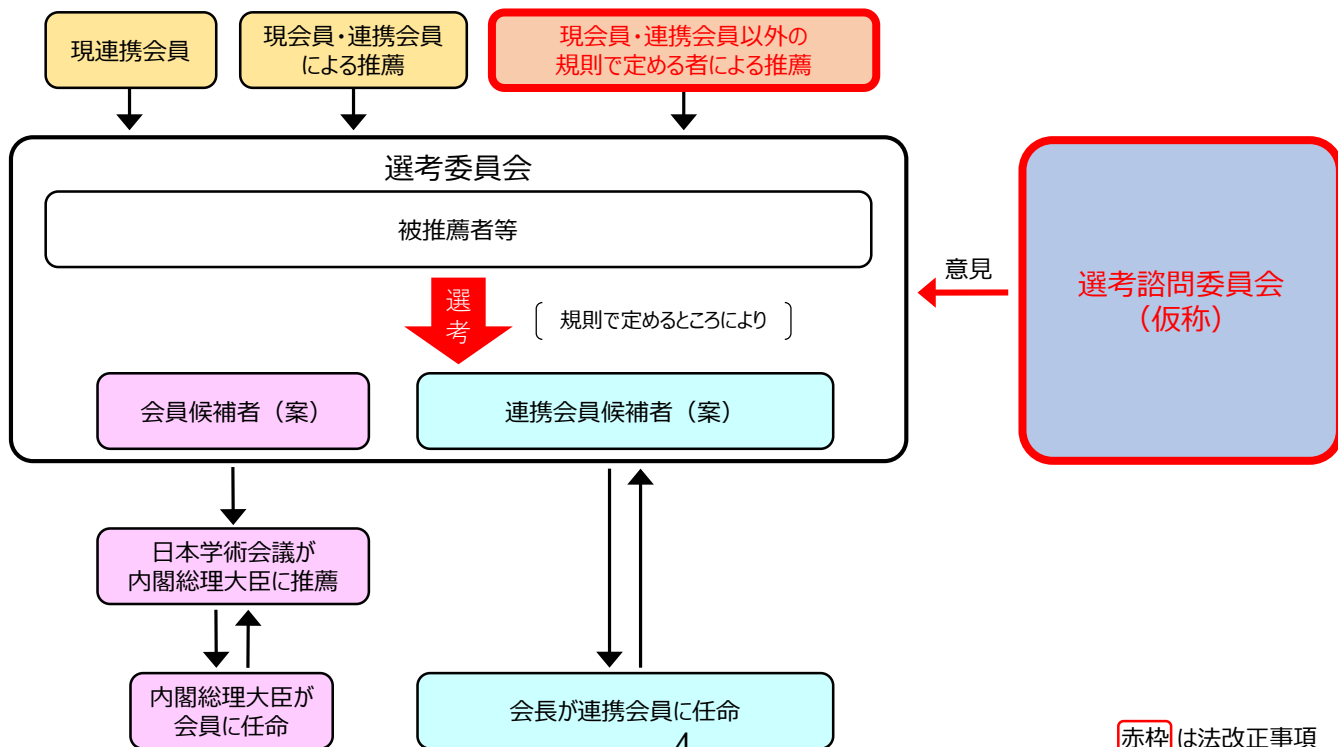 現連携会員
現会員・連携会員
による推薦
現会員・連携会員以外の
規則で定める者による推薦
選考委員会
被推薦者等
選
考
〔 規則で定めるところにより 〕
意見
選考諮問委員会
（仮称）
会員候補者（案）
連携会員候補者（案）
日本学術会議が
内閣総理大臣に推薦
内閣総理大臣が
会員に任命
会長が連携会員に任命
4
赤枠は法改正事項